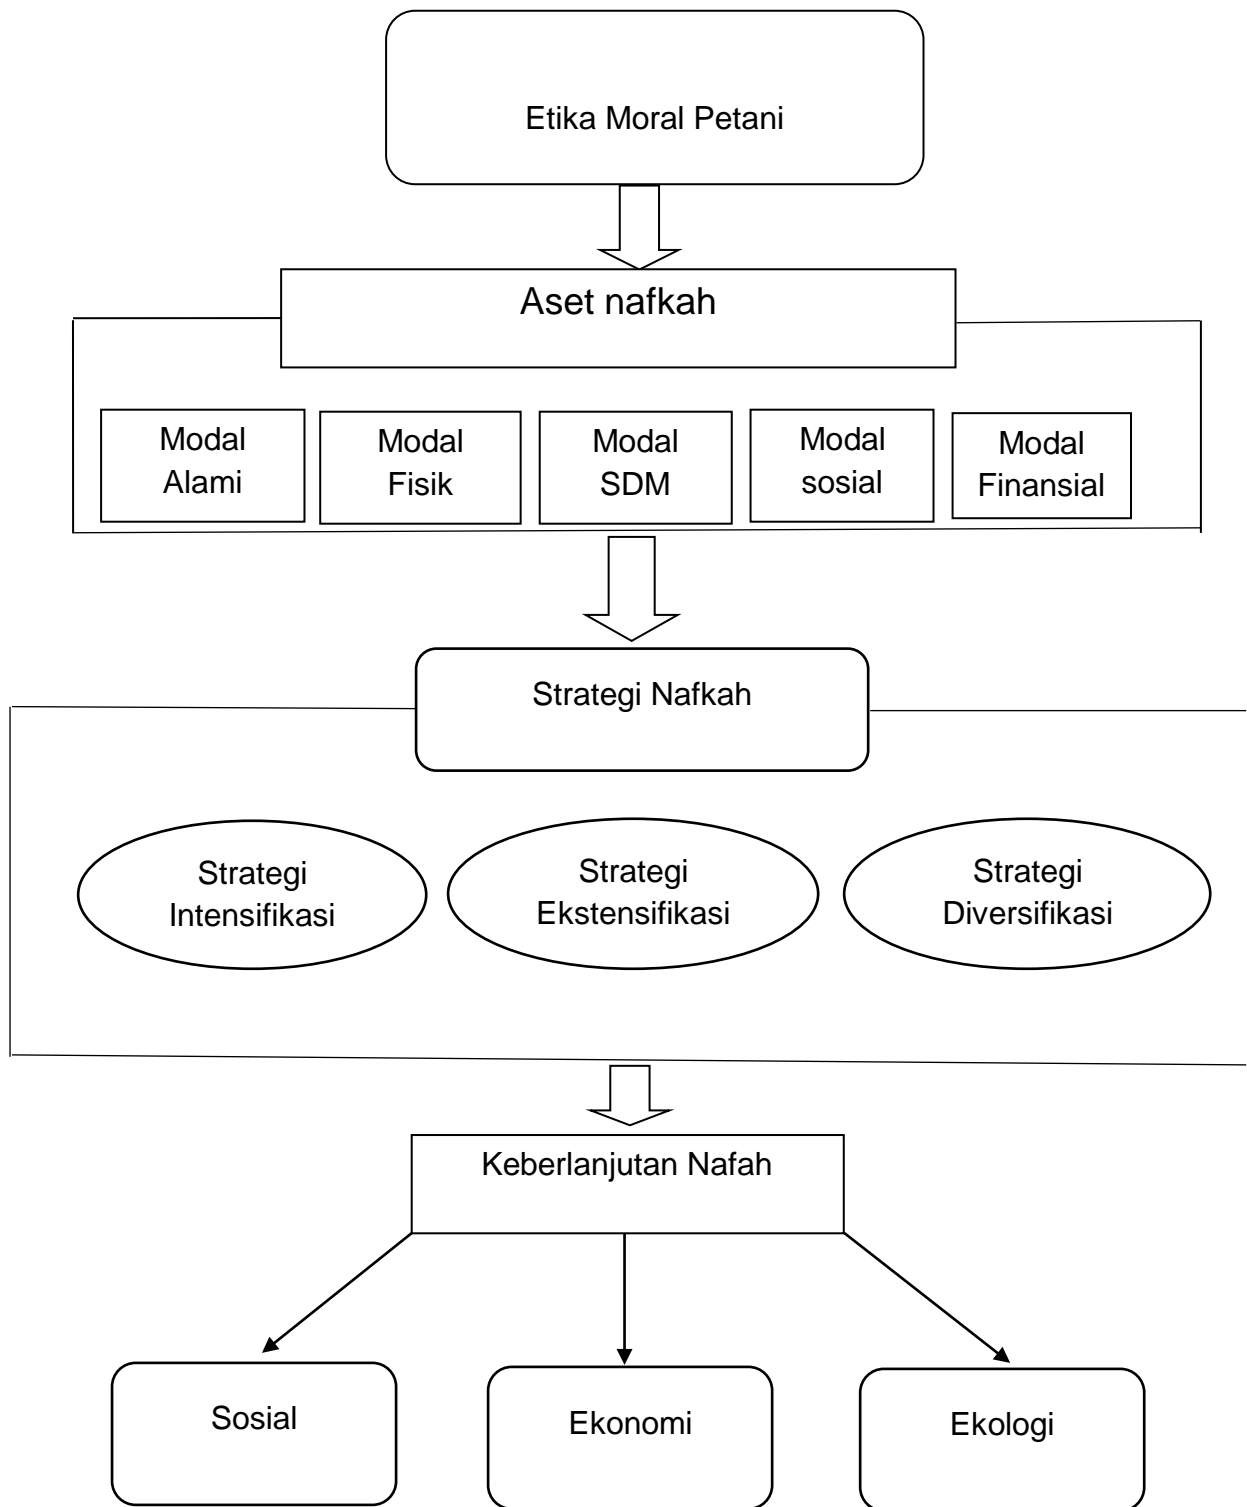 Etika Moral Petani
Aset nafkah
Modal
Alami
Modal
Fisik
Modal
SDM
Modal
sosial
Modal
Finansial
Strategi Nafkah
Strategi
Intensifikasi
Strategi
Ekstensifikasi
Strategi
Diversifikasi
Keberlanjutan Nafah
Sosial
Ekonomi
Ekologi